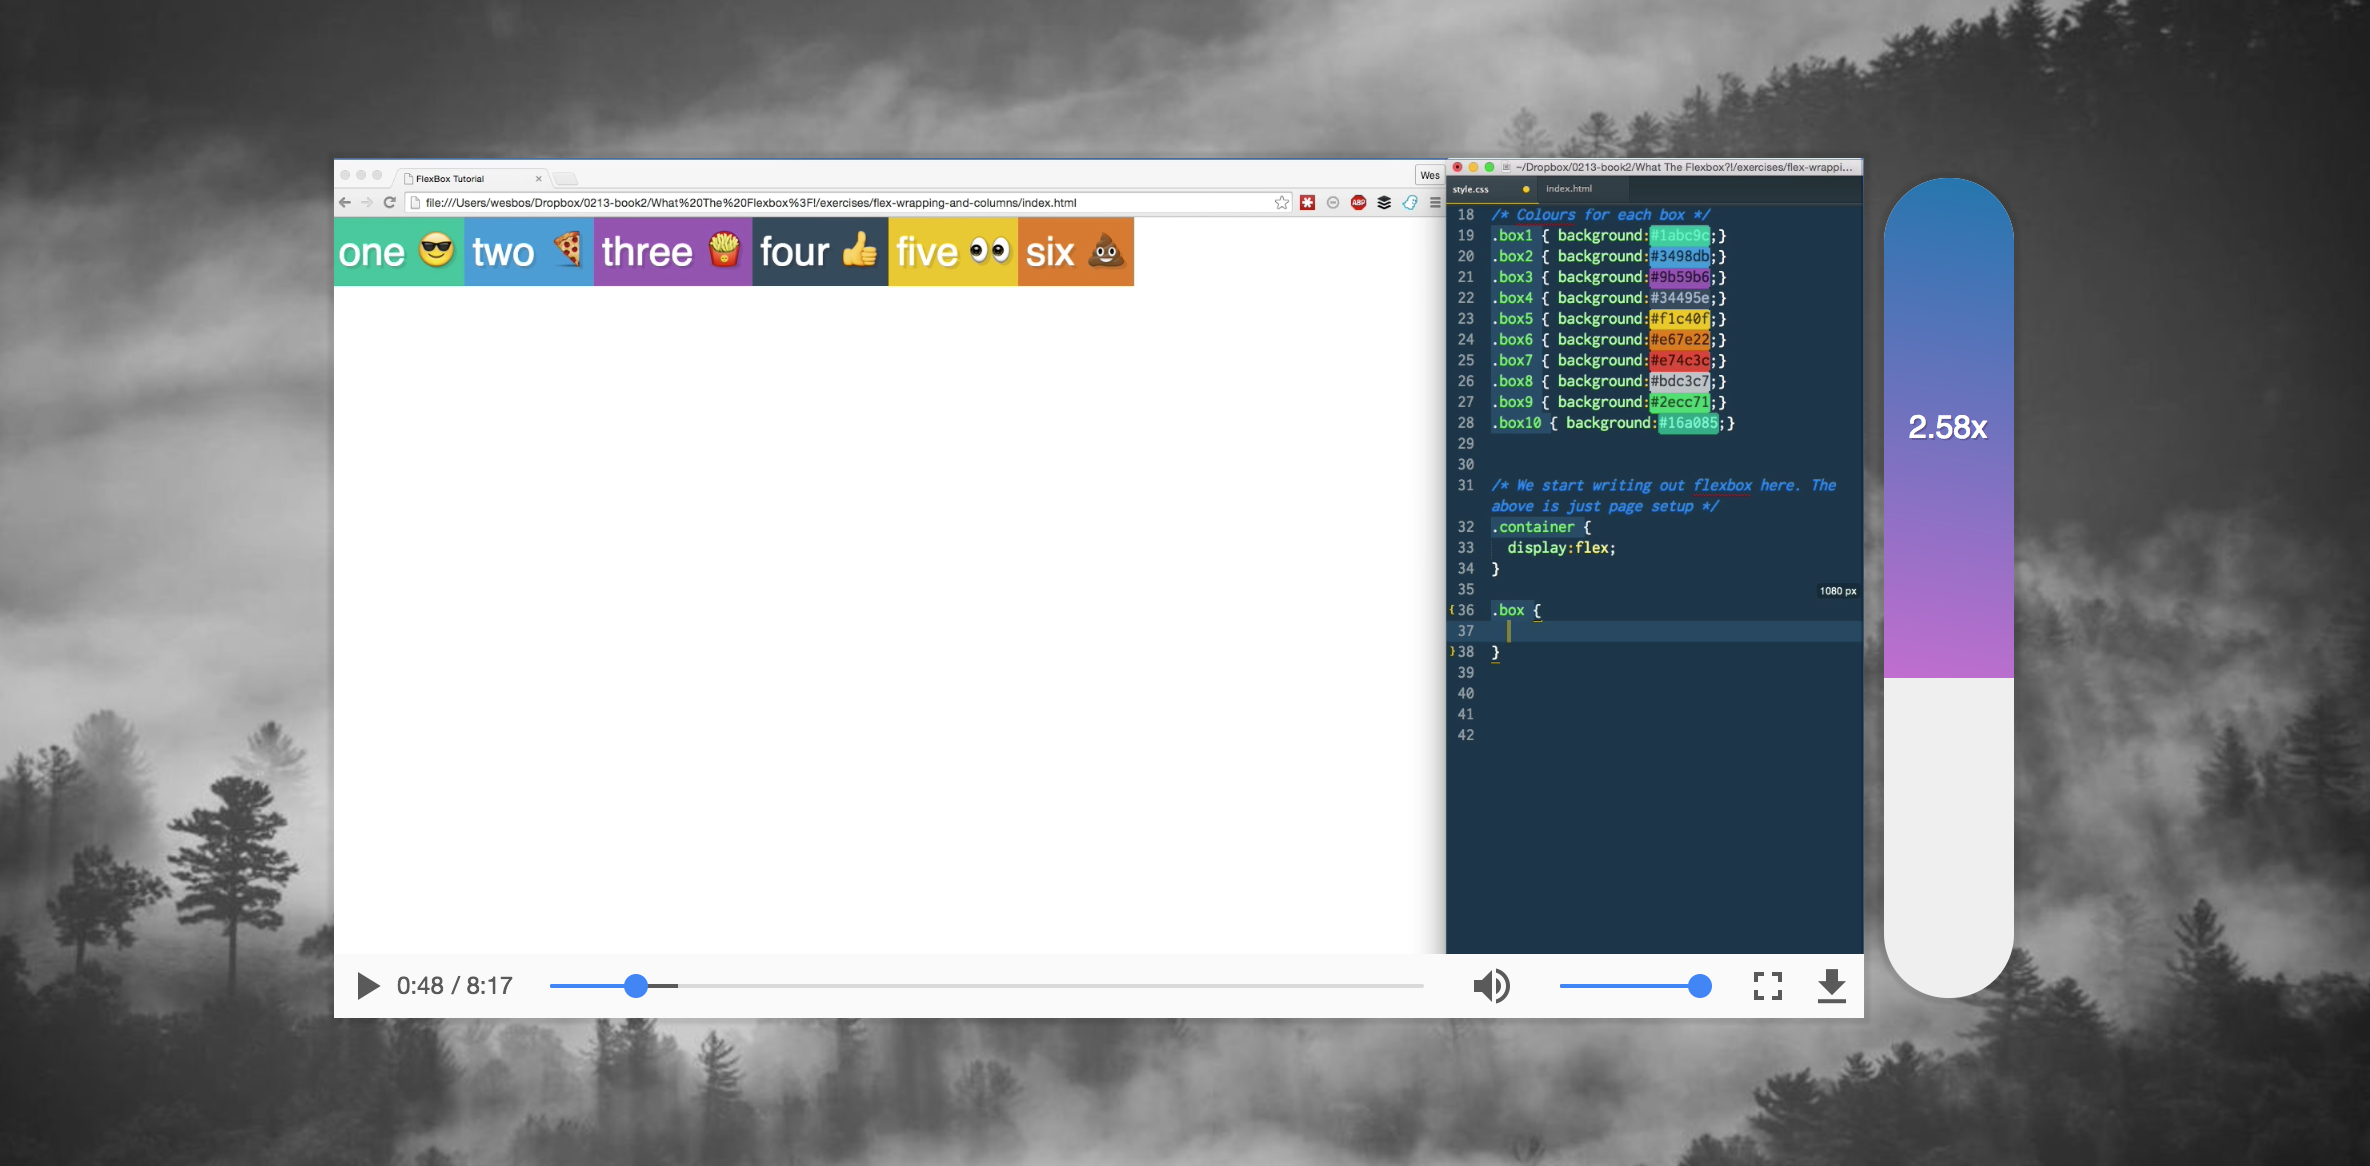 FlexBox Tutorial
Wes
file:///Users/wesbos/Dropbox/0213-book2/What%20The%20Flexbox%3F!/exercises/flex-wrapping-and-columns/index.html
ABP
one 😎 two 🍕 three 🍟 four 👍 five 👀 six 💩
~/Dropbox/0213-book2/What The Flexbox?!/exercises/flex-wrappi...
style.css index.html
18 /* Colours for each box */
19 .box1 { background:#1abc9c;}
20 .box2 { background:#3498db;}
21 .box3 { background:#9b59b6;}
22 .box4 { background:#34495e;}
23 .box5 { background:#f1c40f;}
24 .box6 { background:#e67e22;}
25 .box7 { background:#e74c3c;}
26 .box8 { background:#bdc3c7;}
27 .box9 { background:#2ecc71;}
28 .box10 { background:#16a085;}
29
30
31 /* We start writing out flexbox here. The
above is just page setup */
32 .container {
33 display:flex;
34 }
35
1080 px
36 .box {
37
38 }
39
40
41
42
2.58x
0:48 / 8:17